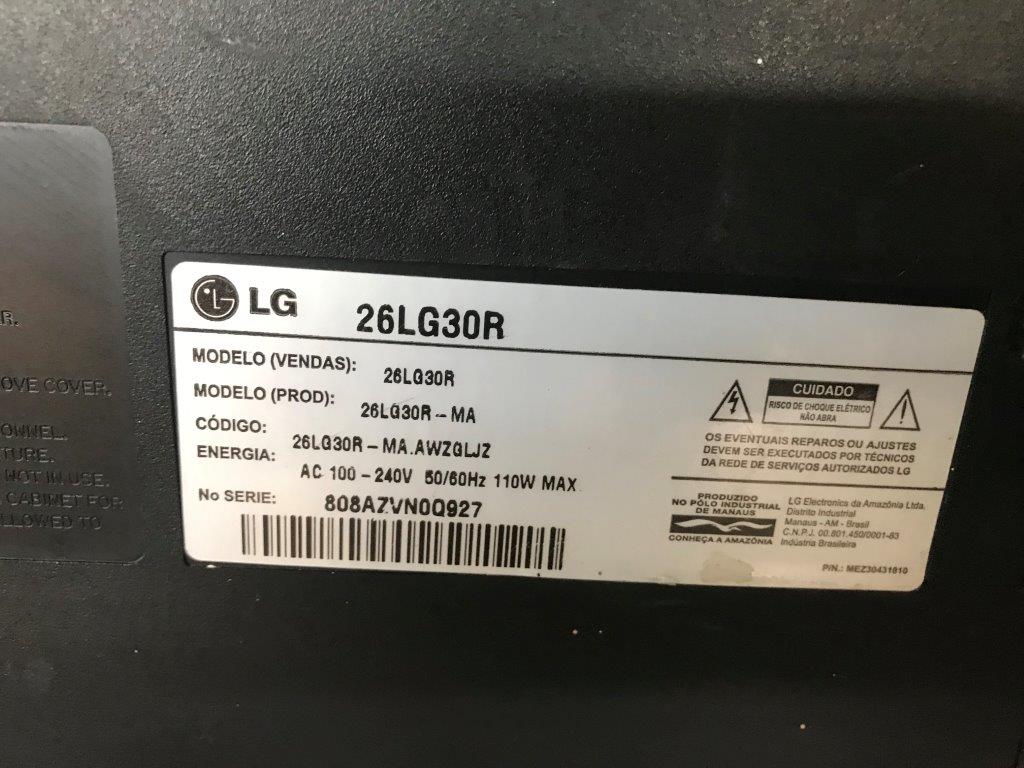 R.
OVE COVER.
ONNEL.
TURE.
NOT IN USE.
CABINET FOR
LLOWED TO
LG 26LG30R
MODELO (VENDAS): 26LG30R
MODELO (PROD): 26LG30R-MA
CÓDIGO: 26LG30R-MA.AWZGLJZ
ENERGIA: AC 100-240V 50/60Hz 110W MAX
No SERIE: 808AZVN0Q927
CUIDADO
RISCO DE CHOQUE ELÉTRICO
NÃO ABRA
OS EVENTUAIS REPAROS OU AJUSTES
DEVEM SER EXECUTADOS POR TÉCNICOS
DA REDE DE SERVIÇOS AUTORIZADOS LG
PRODUZIDO
NO PÓLO INDUSTRIAL
DE MANAUS
CONHEÇA A AMAZÔNIA
LG Electronics da Amazônia Ltda.
Distrito Industrial
Manaus - AM - Brasil
C.N.P.J. 00.801.450/0001-83
Indústria Brasileira
P/N.: MEZ30431810